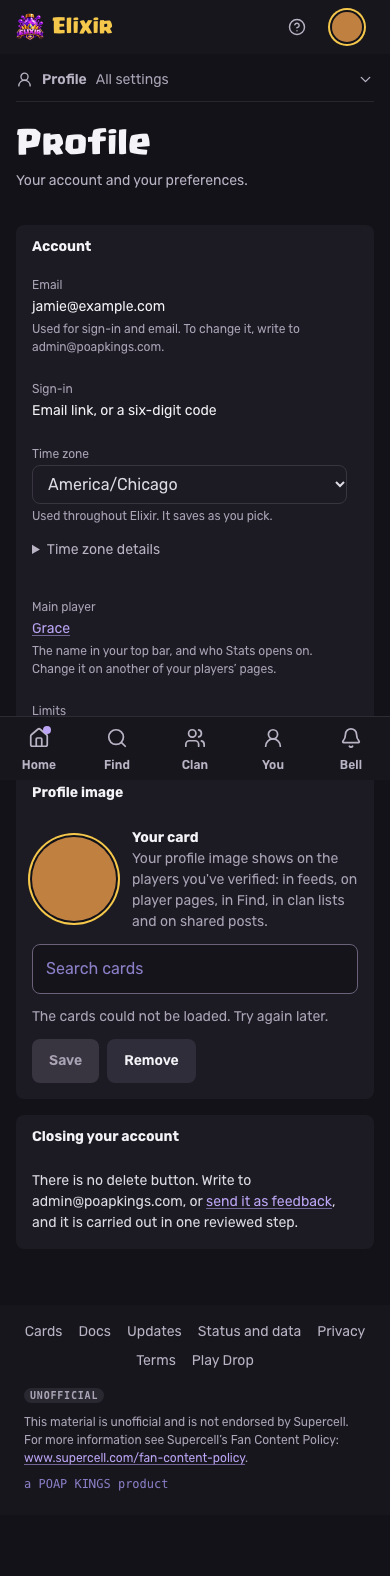 Elixir
Profile All settings
Profile
Your account and your preferences.
Account
Email
jamie@example.com
Used for sign-in and email. To change it, write to
admin@poapkings.com.
Sign-in
Email link, or a six-digit code
Time zone
America/Chicago
Used throughout Elixir. It saves as you pick.
Time zone details
Main player
Grace
The name in your top bar, and who Stats opens on.
Change it on another of your players' pages.
Limits
Home Find Clan You Bell
Profile image
Your card
Your profile image shows on the
players you've verified: in feeds, on
player pages, in Find, in clan lists
and on shared posts.
Search cards
The cards could not be loaded. Try again later.
Save Remove
Closing your account
There is no delete button. Write to
admin@poapkings.com, or send it as feedback,
and it is carried out in one reviewed step.
Cards Docs Updates Status and data Privacy
Terms Play Drop
UNOFFICIAL
This material is unofficial and is not endorsed by Supercell.
For more information see Supercell's Fan Content Policy:
www.supercell.com/fan-content-policy.
a POAP KINGS product